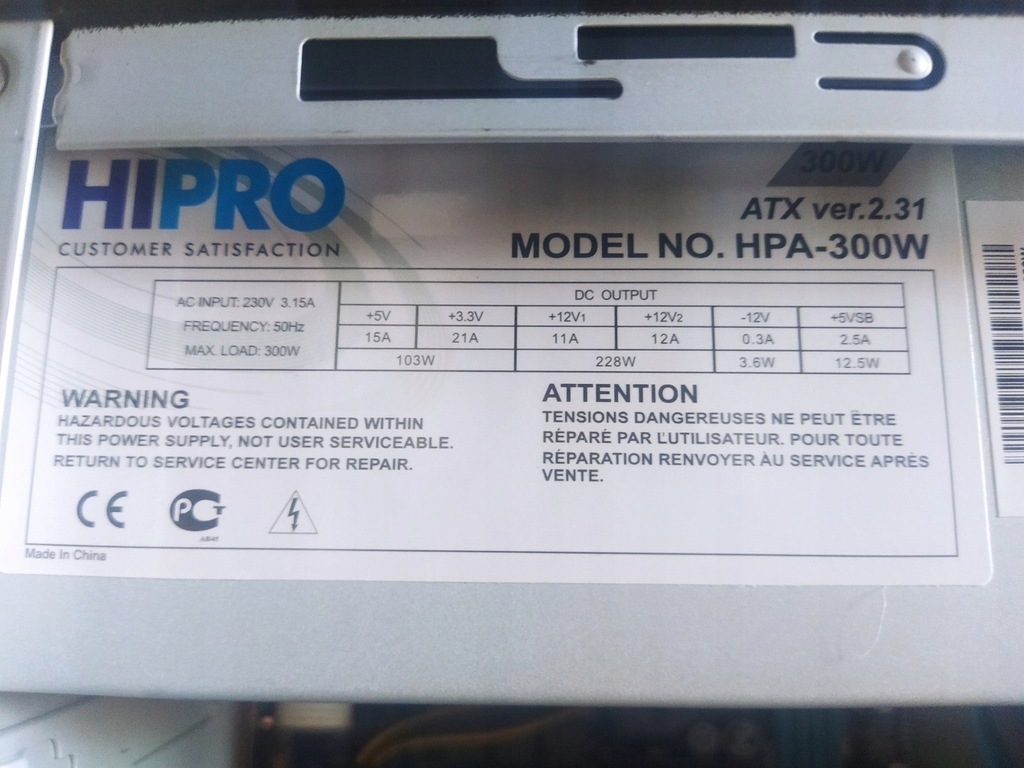 300W
HIPRO
CUSTOMER SATISFACTION
ATX ver.2.31
MODEL NO. HPA-300W
AC INPUT: 230V 3.15A
FREQUENCY: 50Hz
MAX. LOAD: 300W
DC OUTPUT
+5V +3.3V +12V1 +12V2 -12V +5VSB
15A 21A 11A 12A 0.3A 2.5A
103W 228W 3.6W 12.5W
WARNING
HAZARDOUS VOLTAGES CONTAINED WITHIN
THIS POWER SUPPLY, NOT USER SERVICEABLE.
RETURN TO SERVICE CENTER FOR REPAIR.
ATTENTION
TENSIONS DANGEREUSES NE PEUT ÊTRE
RÉPARÉ PAR L'UTILISATEUR. POUR TOUTE
RÉPARATION RENVOYER ÀU SERVICE APRÈS
VENTE.
CE
PCT
Made In China